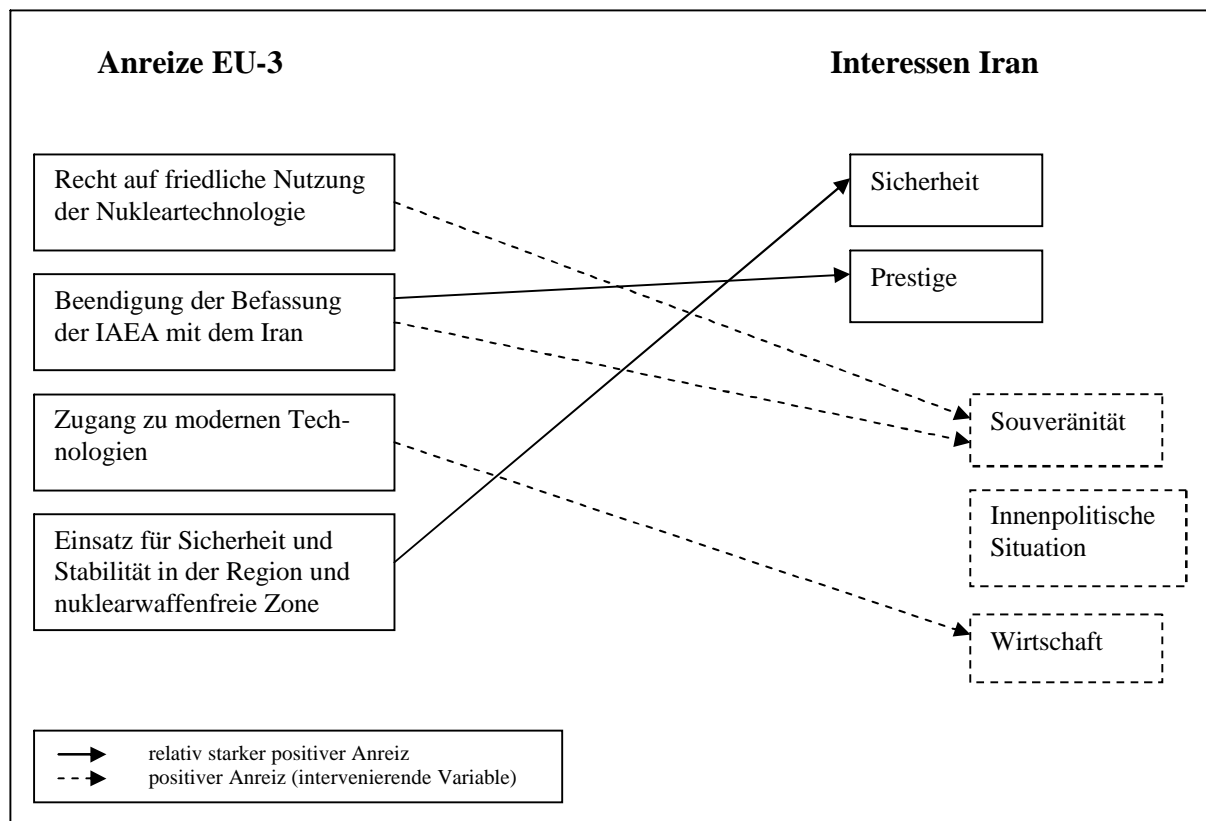 Anreize EU-3
Interessen Iran
Recht auf friedliche Nutzung
der Nukleartechnologie
Beendigung der Befassung
der IAEA mit dem Iran
Zugang zu modernen Tech-
nologien
Einsatz für Sicherheit und
Stabilität in der Region und
nuklearwaffenfreie Zone
Sicherheit
Prestige
Souveränität
Innenpolitische
Situation
Wirtschaft
relativ starker positiver Anreiz
positiver Anreiz (intervenierende Variable)